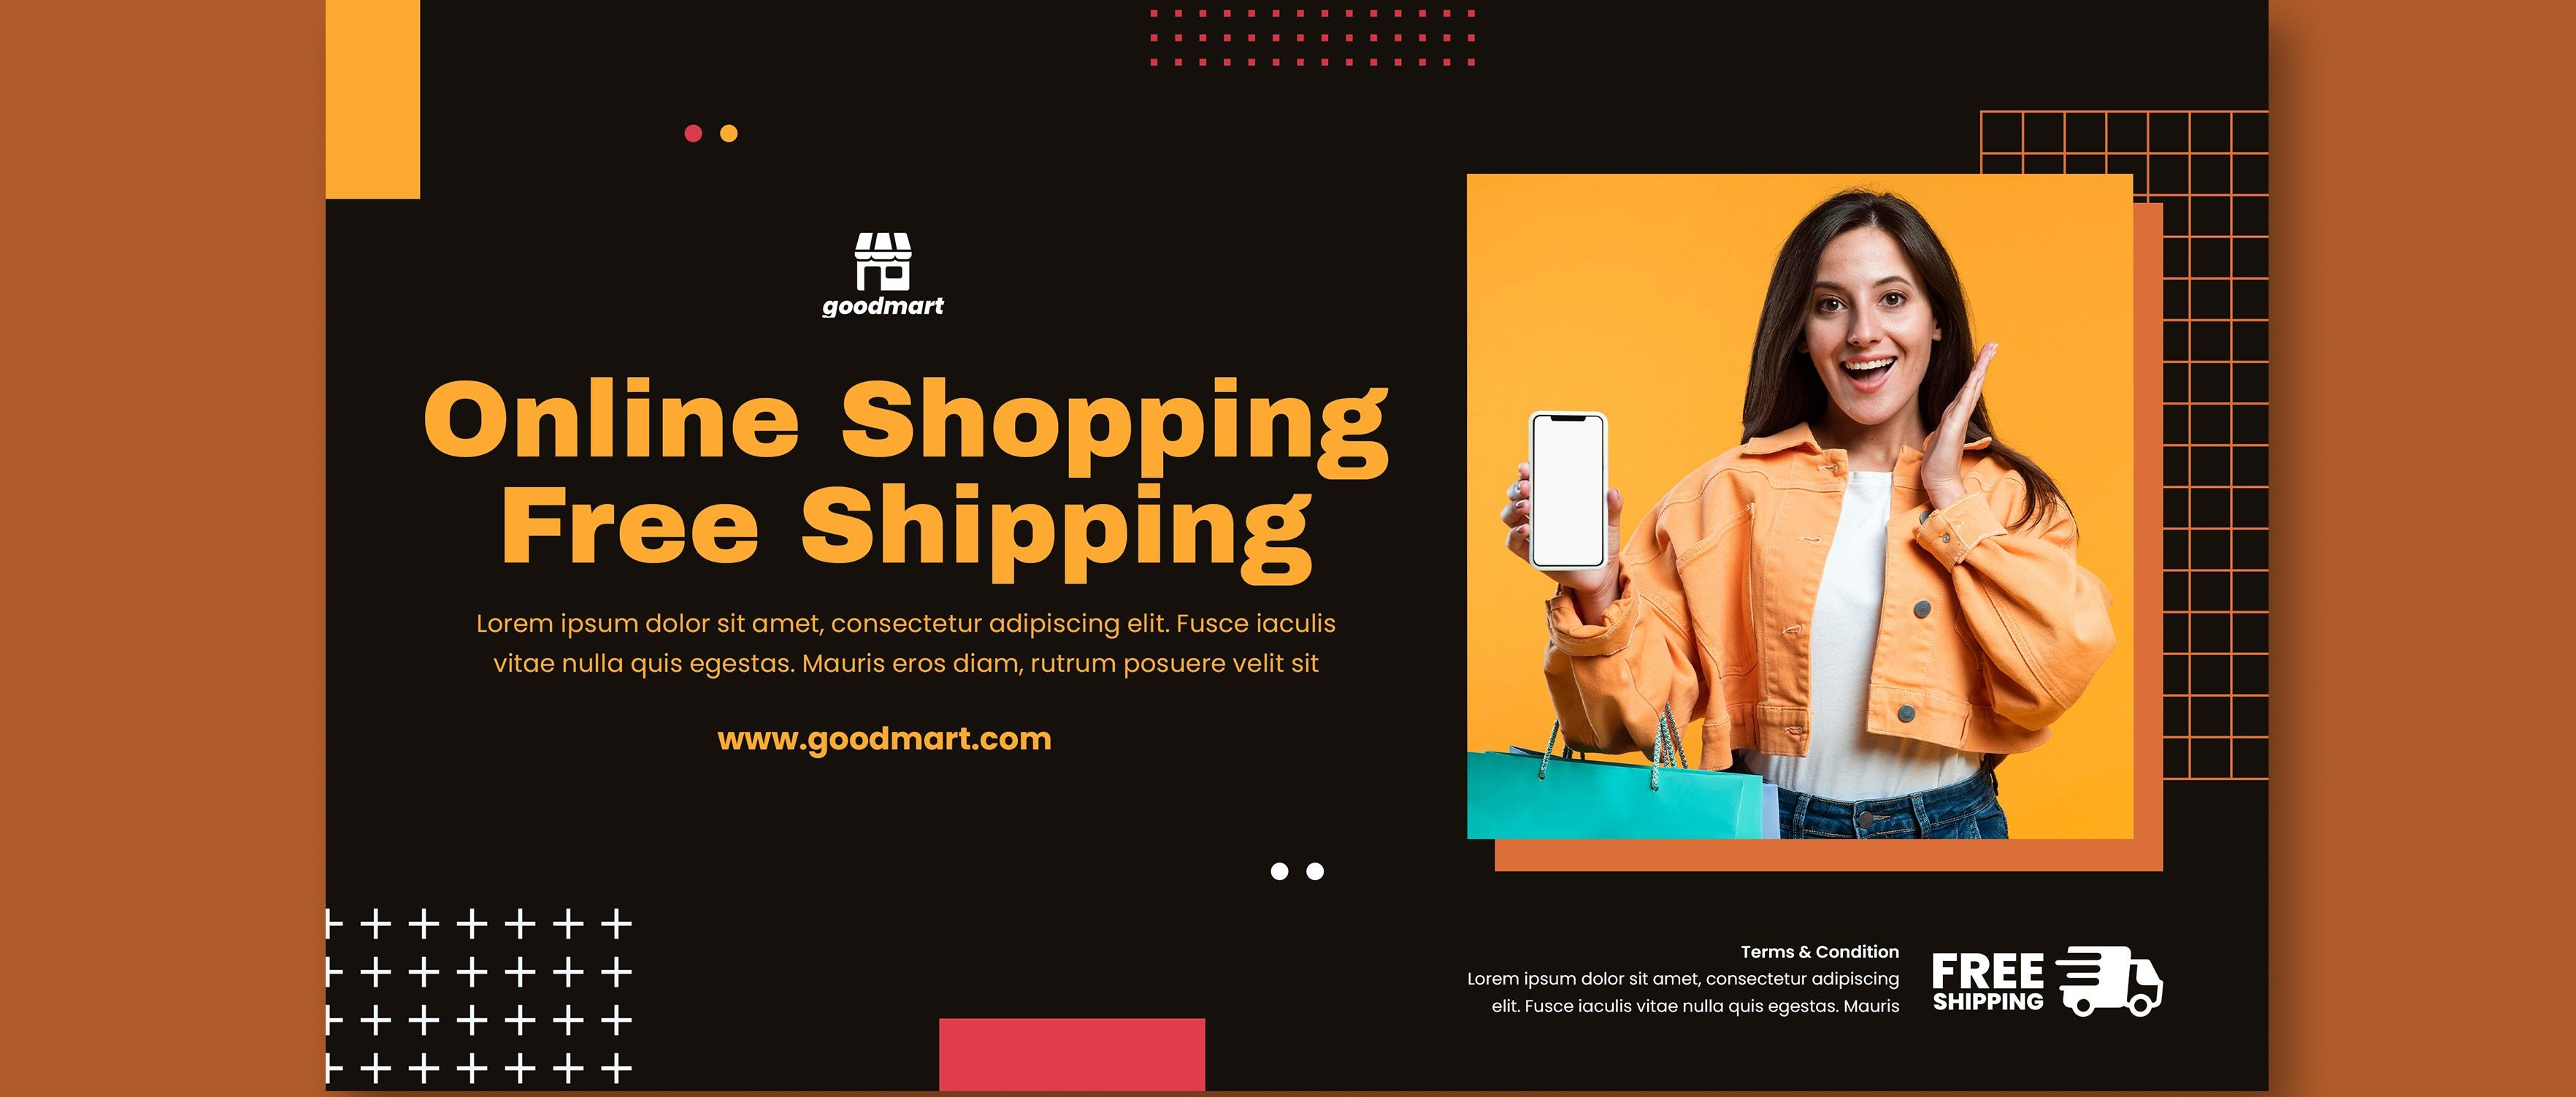 goodmart
Online Shopping
Free Shipping
Lorem ipsum dolor sit amet, consectetur adipiscing elit. Fusce iaculis
vitae nulla quis egestas. Mauris eros diam, rutrum posuere velit sit
www.goodmart.com
Terms & Condition
Lorem ipsum dolor sit amet, consectetur adipiscing
elit. Fusce iaculis vitae nulla quis egestas. Mauris
FREE
SHIPPING